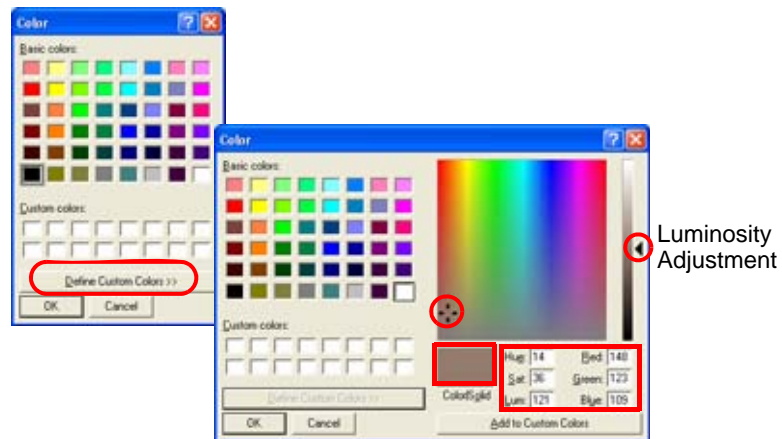 Color
Basic colors:
Custom colors:
Define Custom Colors >>
OK Cancel
Color
Basic colors:
Custom colors:
Define Custom Colors >>
OK Cancel
Color|Solid
Hue: 14 Red: 148
Sat: 36 Green: 123
Lum: 121 Blue: 109
Add to Custom Colors
Luminosity
Adjustment